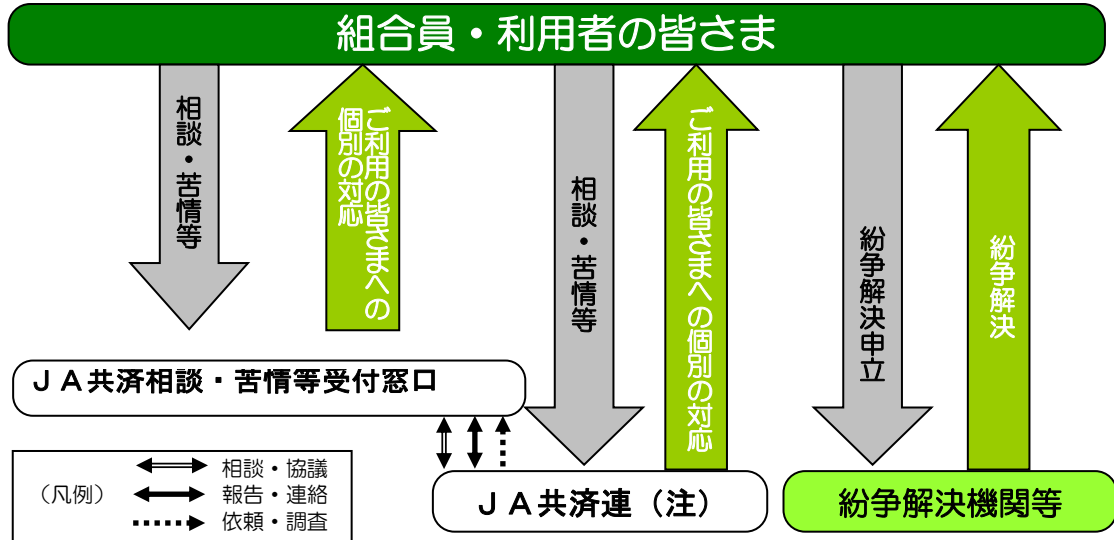 組合員・利用者の皆さま
相談・苦情等
ご利用の皆さまへの
個別の対応
相談・苦情等
ご利用の皆さまへの個別の対応
紛争解決申立
紛争解決
ＪＡ共済相談・苦情等受付窓口
（凡例）
相談・協議
報告・連絡
依頼・調査
ＪＡ共済連（注）
紛争解決機関等